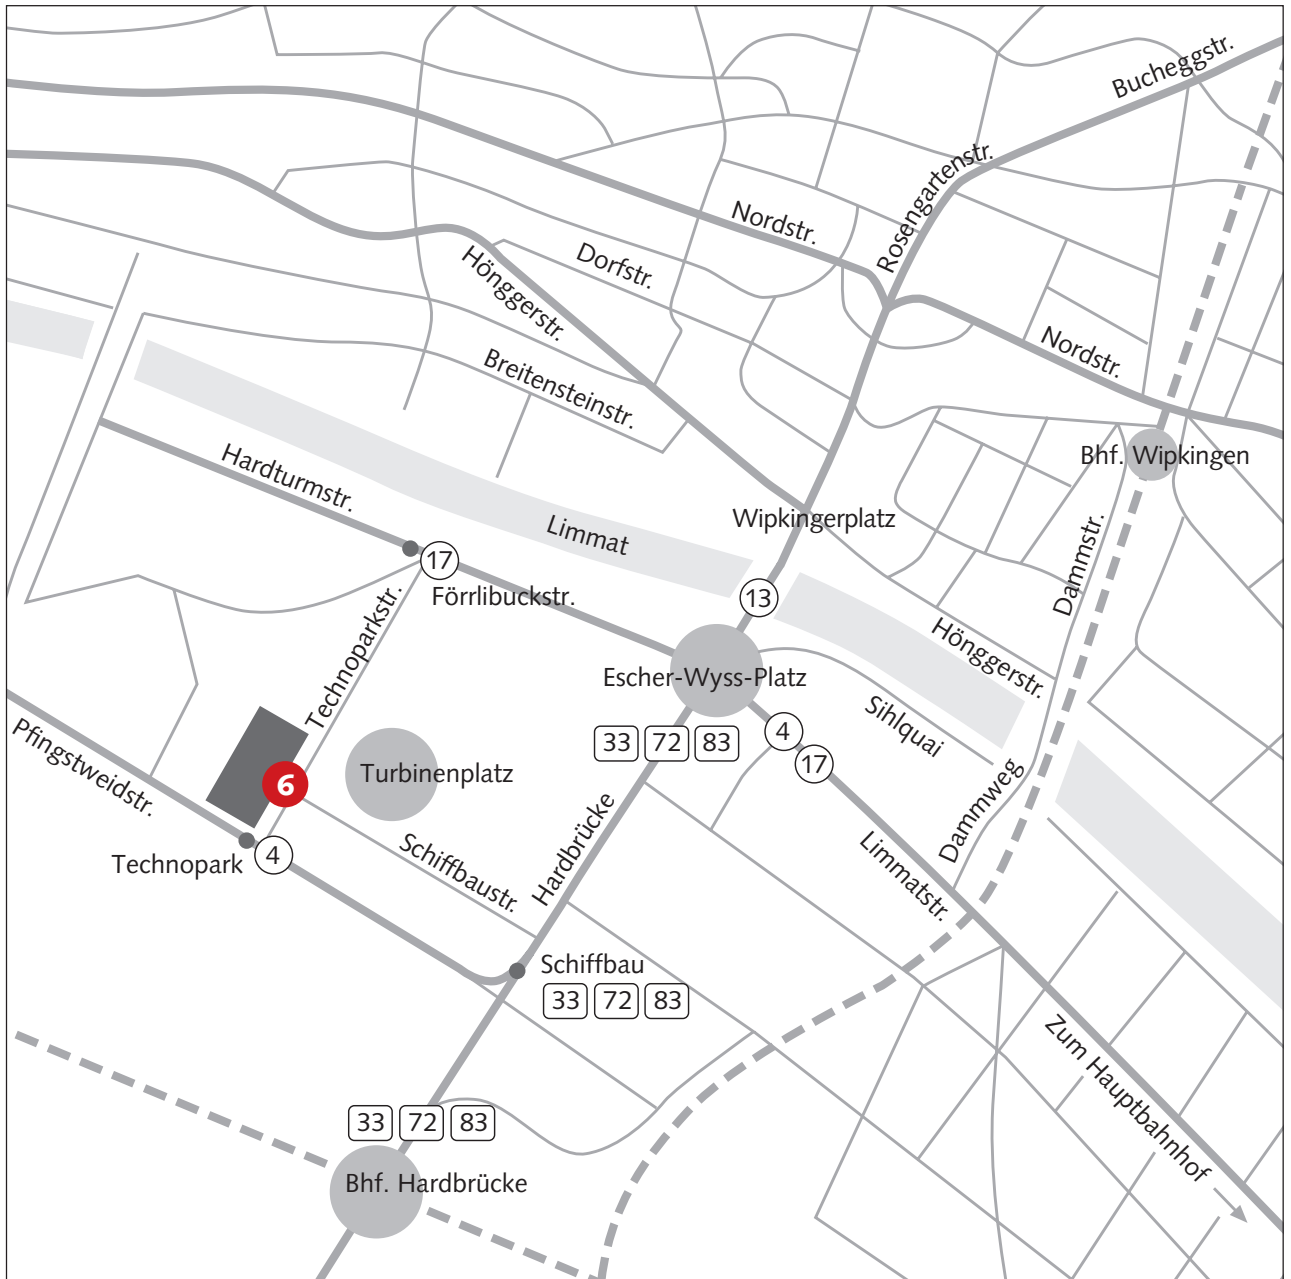 Bucheggstr.
Rosengartenstr.
Nordstr.
Dorfstr.
Hönggerstr.
Nordstr.
Breitensteinstr.
Bhf. Wipkingen
Hardturmstr.
Wipkingerplatz
Limmat
Dammstr.
17
Förrlibuckstr.
13
Technoparkstr.
Hönggerstr.
Escher-Wyss-Platz
Sihlquai
33 72 83
4
17
Pfingstweidstr.
Turbinenplatz
6
Dammweg
Hardbrücke
Technopark
4
Schiffbaustr.
Limmatstr.
Schiffbau
33 72 83
Zum Hauptbahnhof
33 72 83
Bhf. Hardbrücke